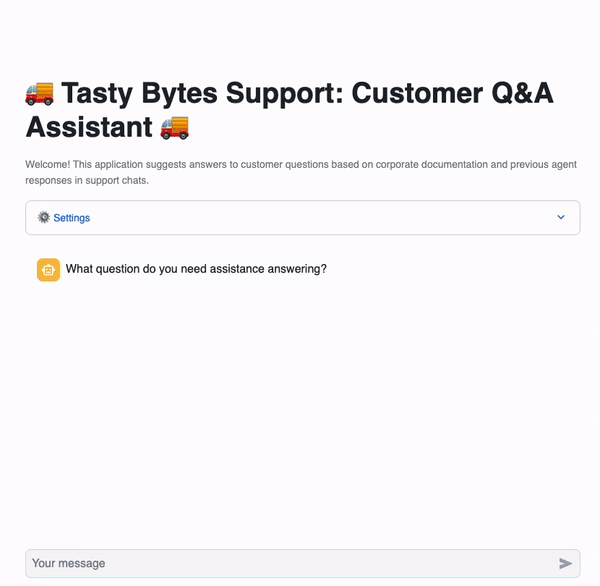 🚚 Tasty Bytes Support: Customer Q&A
Assistant 🚚
Welcome! This application suggests answers to customer questions based on corporate documentation and previous agent
responses in support chats.
⚙️ Settings
What question do you need assistance answering?
Your message